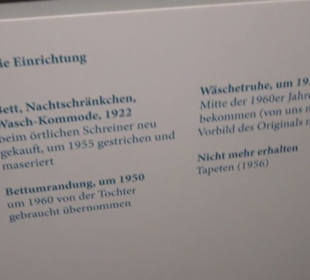 ie Einrichtung
Bett, Nachtschränkchen,
Wasch-Kommode, 1922
beim örtlichen Schreiner neu
gekauft, um 1955 gestrichen und
maseriert
Bettumrandung, um 1950
um 1960 von der Tochter
gebraucht übernommen
Wäschetruhe, um 19
Mitte der 1960er Jahre
bekommen (von uns
Vorbild des Originals
Nicht mehr erhalten
Tapeten (1956)